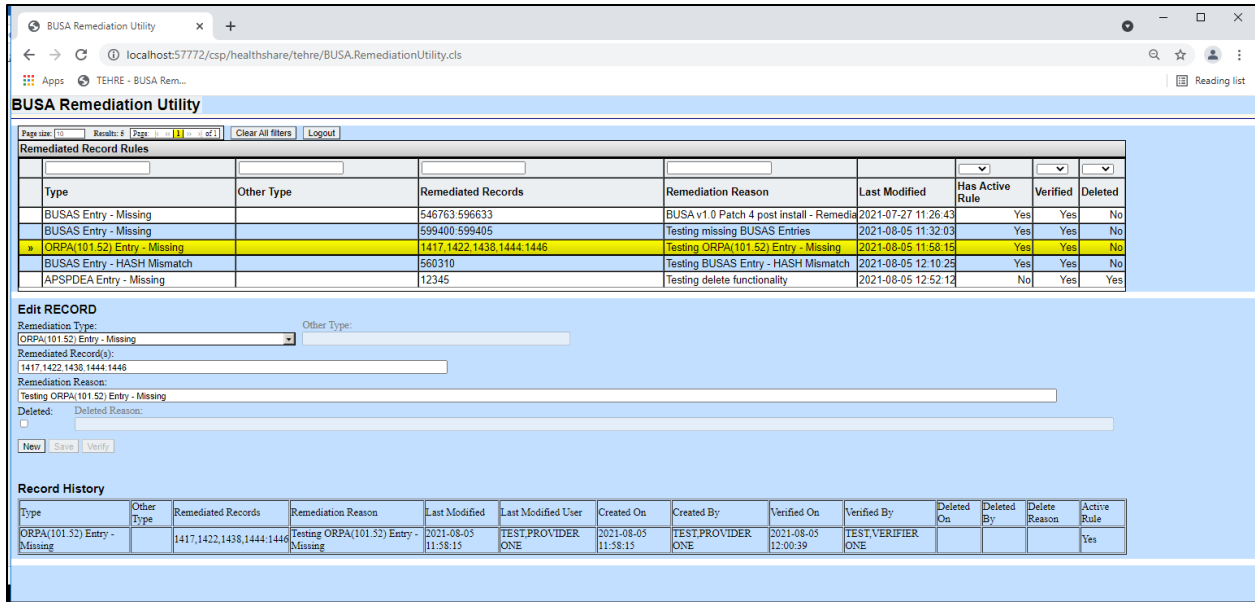 BUSA Remediation Utility
localhost:57772/csp/healthshare/tehre/BUSA.RemediationUtility.cls
Apps TEHRE - BUSA Rem... Reading list
BUSA Remediation Utility
Page size: 10 Results: 5 Page: |< << 1 >> >| of 1 Clear All filters Logout
Remediated Record Rules
Type Other Type Remediated Records Remediation Reason Last Modified Has Active Rule Verified Deleted
BUSAS Entry - Missing 546763:596633 BUSA v1.0 Patch 4 post install - Remedia 2021-07-27 11:26:43 Yes Yes No
BUSAS Entry - Missing 599400:599405 Testing missing BUSAS Entries 2021-08-05 11:32:03 Yes Yes No
» ORPA(101.52) Entry - Missing 1417,1422,1438,1444:1446 Testing ORPA(101.52) Entry - Missing 2021-08-05 11:58:15 Yes Yes No
BUSAS Entry - HASH Mismatch 560310 Testing BUSAS Entry - HASH Mismatch 2021-08-05 12:10:25 Yes Yes No
APSPDEA Entry - Missing 12345 Testing delete functionality 2021-08-05 12:52:12 No Yes Yes
Edit RECORD
Remediation Type: Other Type:
ORPA(101.52) Entry - Missing
Remediated Record(s):
1417,1422,1438,1444:1446
Remediation Reason:
Testing ORPA(101.52) Entry - Missing
Deleted: Deleted Reason:
New Save Verify
Record History
Type Other Type Remediated Records Remediation Reason Last Modified Last Modified User Created On Created By Verified On Verified By Deleted On Deleted By Delete Reason Active Rule
ORPA(101.52) Entry - Missing 1417,1422,1438,1444:1446 Testing ORPA(101.52) Entry - Missing 2021-08-05 11:58:15 TEST,PROVIDER ONE 2021-08-05 11:58:15 TEST,PROVIDER ONE 2021-08-05 12:00:39 TEST,VERIFIER ONE Yes